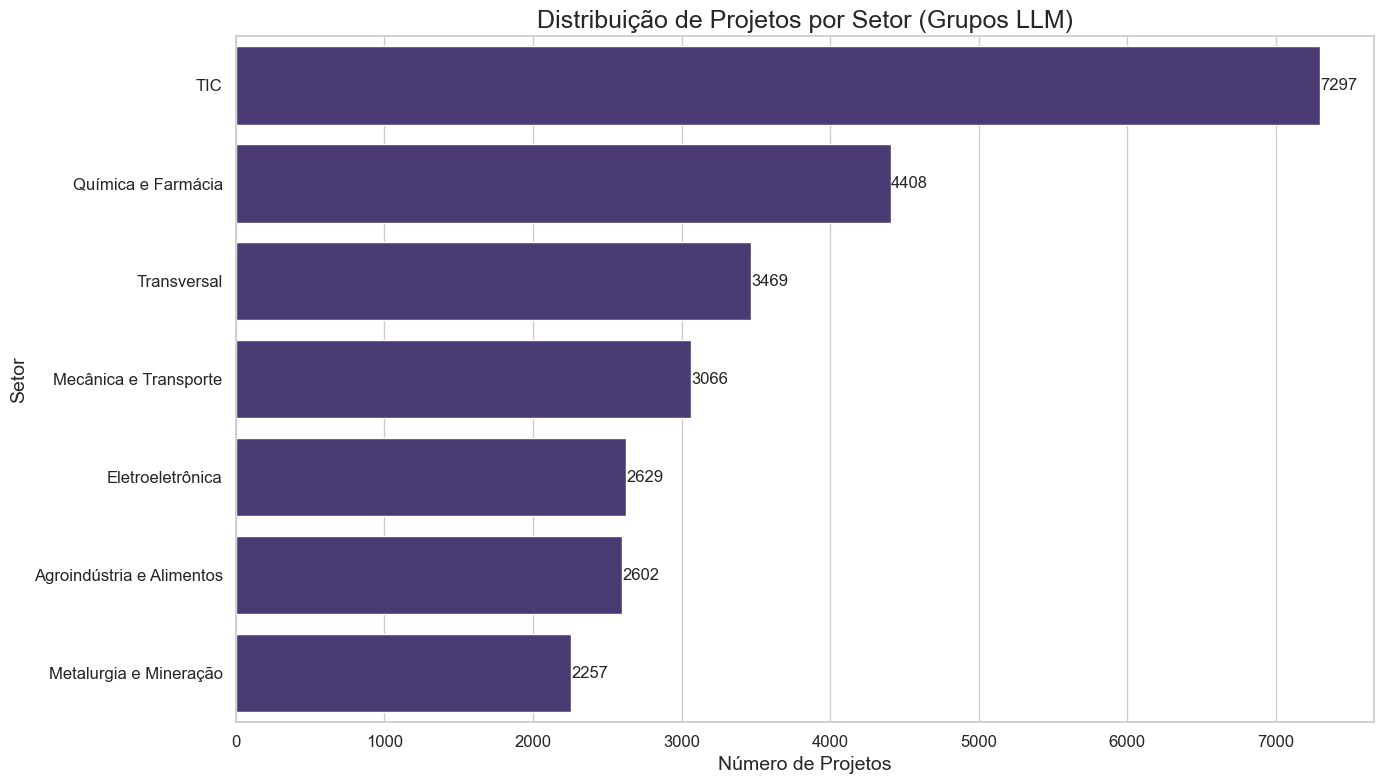 Distribuição de Projetos por Setor (Grupos LLM)
TIC
7297
Química e Farmácia
4408
Transversal
3469
Mecânica e Transporte
3066
Eletroeletrônica
2629
Agroindústria e Alimentos
2602
Metalurgia e Mineração
2257
Setor
0 1000 2000 3000 4000 5000 6000 7000
Número de Projetos